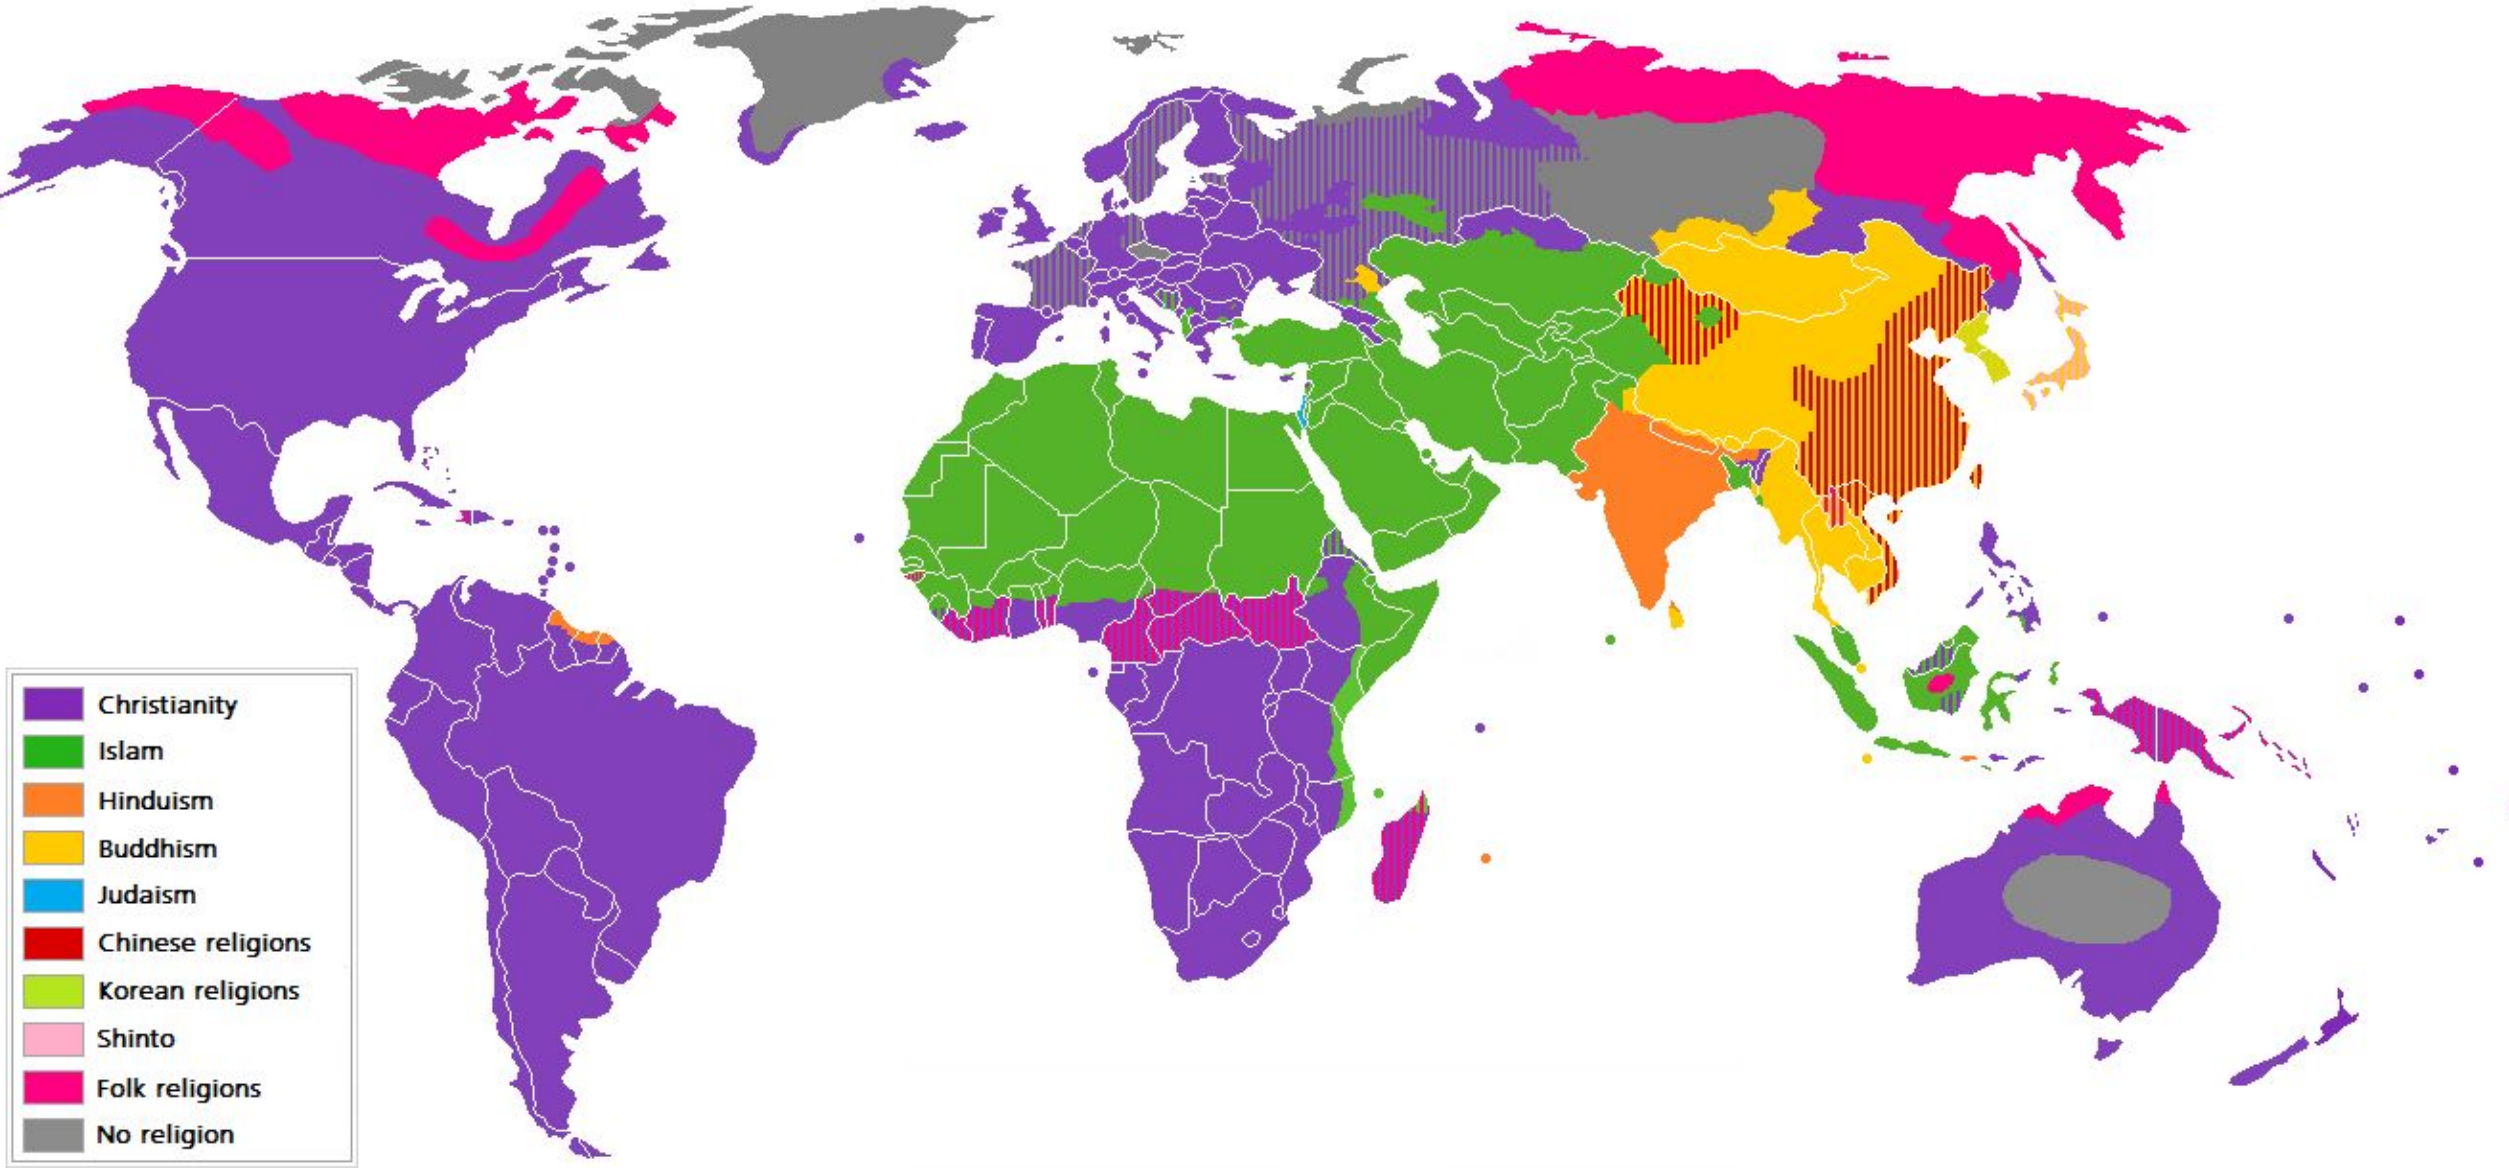 Christianity
Islam
Hinduism
Buddhism
Judaism
Chinese religions
Korean religions
Shinto
Folk religions
No religion